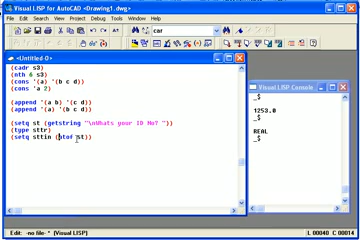 Visual LISP for AutoCAD <Drawing1.dwg>
File Edit Search Project Debug Tools Window Help
car
<Untitled-0>
(cadr s3)
(nth 6 s3)
(cons '(a) '(b c d))
(cons 'a 2)
(append '(a b) '(c d))
(append '(a) '(b c d))
(setq st (getstring "\nWhats your ID No? "))
(type sttr)
(setq sttin (atof st))
Visual LISP Console
_$
1253.0
_$
REAL
_$
Edit: -no file- * (Visual LISP)
L 00040 C 00014